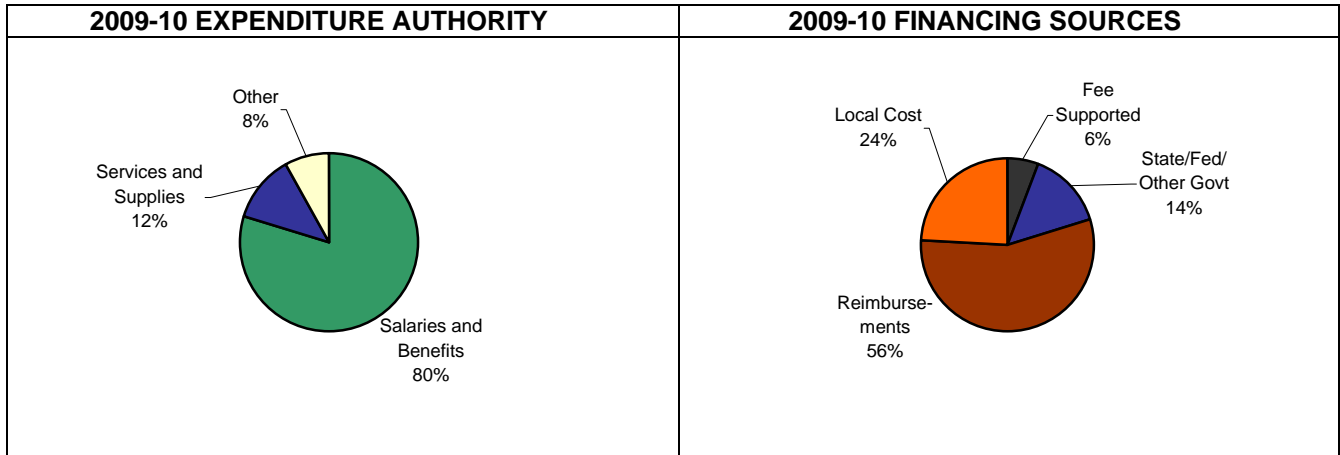 2009-10 EXPENDITURE AUTHORITY
Other
8%
Services and
Supplies
12%
Salaries and
Benefits
80%
2009-10 FINANCING SOURCES
Fee
Supported
6%
Local Cost
24%
State/Fed/
Other Govt
14%
Reimburse-
ments
56%